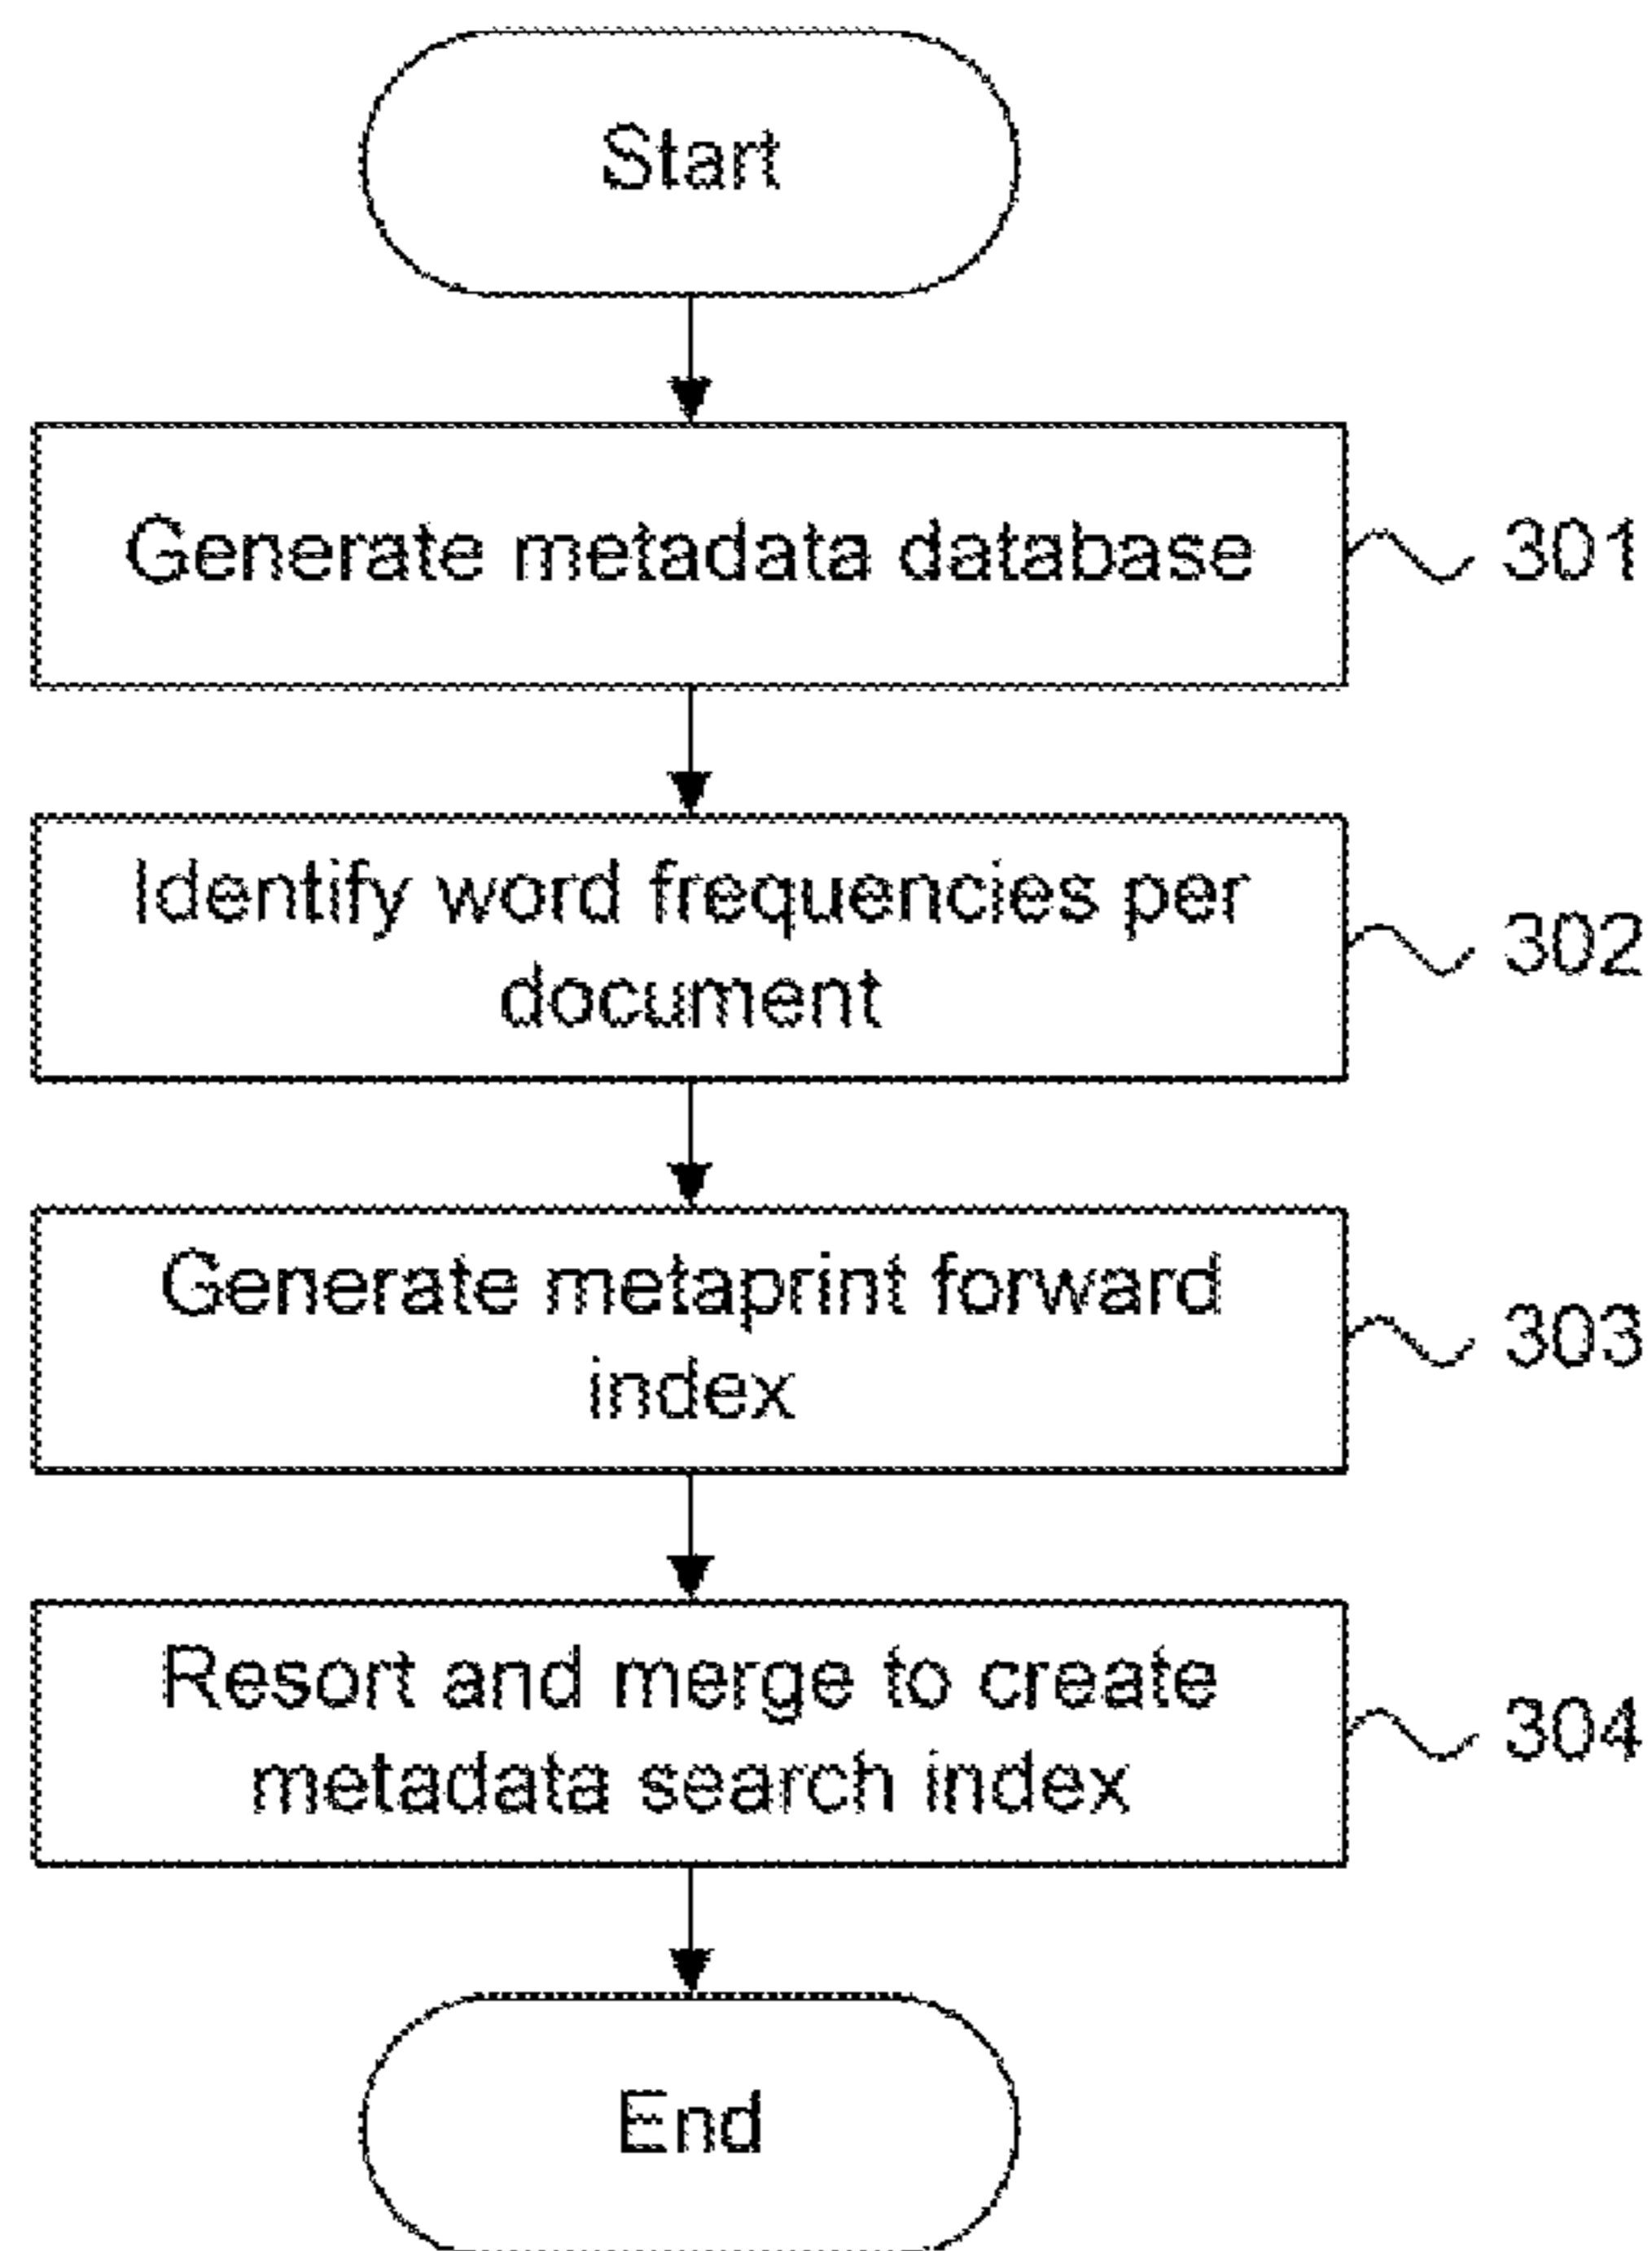 Start
Generate metadata database
301
Identify word frequencies per
document
302
Generate metaprint forward
index
303
Resort and merge to create
metadata search index
304
End